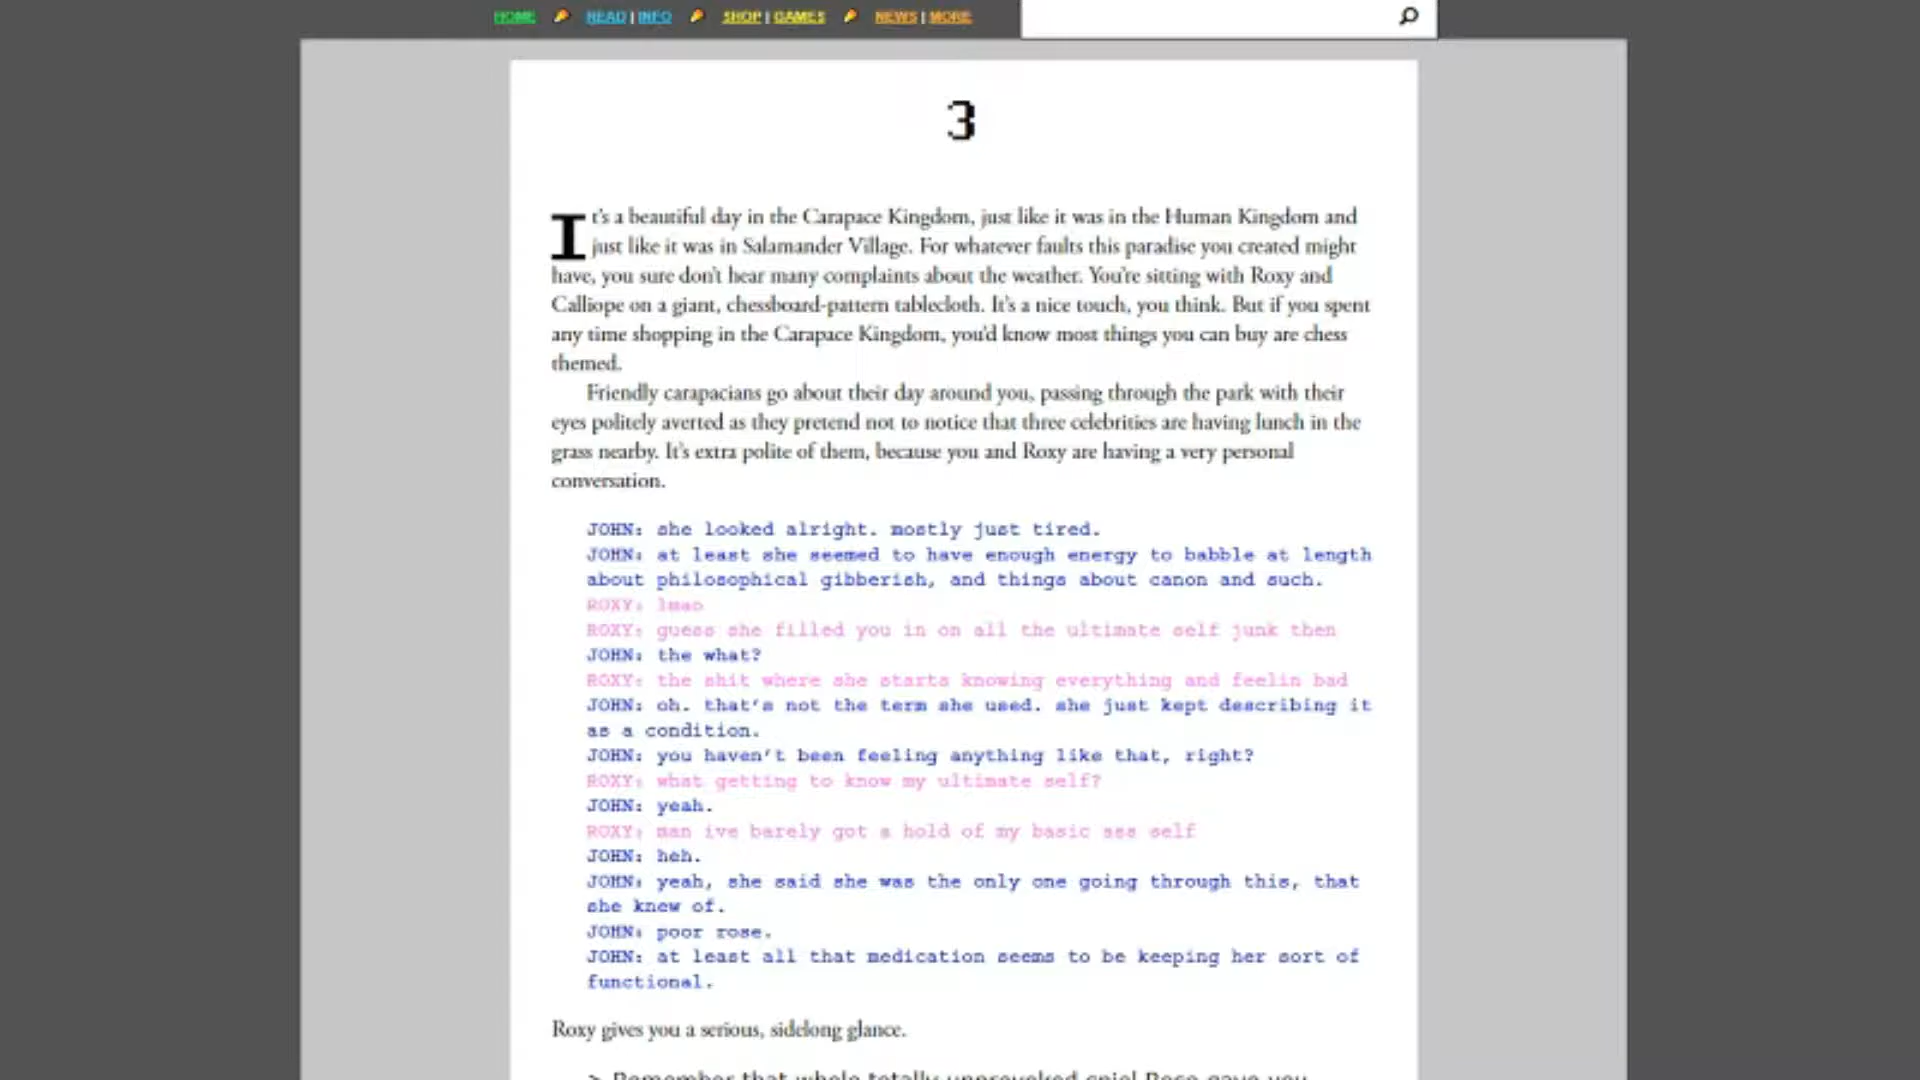 HOME READ | INFO SHOP | GAMES NEWS | MORE
3
It's a beautiful day in the Carapace Kingdom, just like it was in the Human Kingdom and
just like it was in Salamander Village. For whatever faults this paradise you created might
have, you sure don't hear many complaints about the weather. You're sitting with Roxy and
Calliope on a giant, chessboard-pattern tablecloth. It's a nice touch, you think. But if you spent
any time shopping in the Carapace Kingdom, you'd know most things you can buy are chess
themed.
Friendly carapacians go about their day around you, passing through the park with their
eyes politely averted as they pretend not to notice that three celebrities are having lunch in the
grass nearby. It's extra polite of them, because you and Roxy are having a very personal
conversation.
JOHN: she looked alright. mostly just tired.
JOHN: at least she seemed to have enough energy to babble at length
about philosophical gibberish, and things about canon and such.
ROXY: lmao
ROXY: guess she filled you in on all the ultimate self junk then
JOHN: the what?
ROXY: the shit where she starts knowing everything and feelin bad
JOHN: oh. that's not the term she used. she just kept describing it
as a condition.
JOHN: you haven't been feeling anything like that, right?
ROXY: what getting to know my ultimate self?
JOHN: yeah.
ROXY: man ive barely got a hold of my basic ass self
JOHN: heh.
JOHN: yeah, she said she was the only one going through this, that
she knew of.
JOHN: poor rose.
JOHN: at least all that medication seems to be keeping her sort of
functional.
Roxy gives you a serious, sidelong glance.
> Remember that whole totally unprovoked spiel Rose gave you